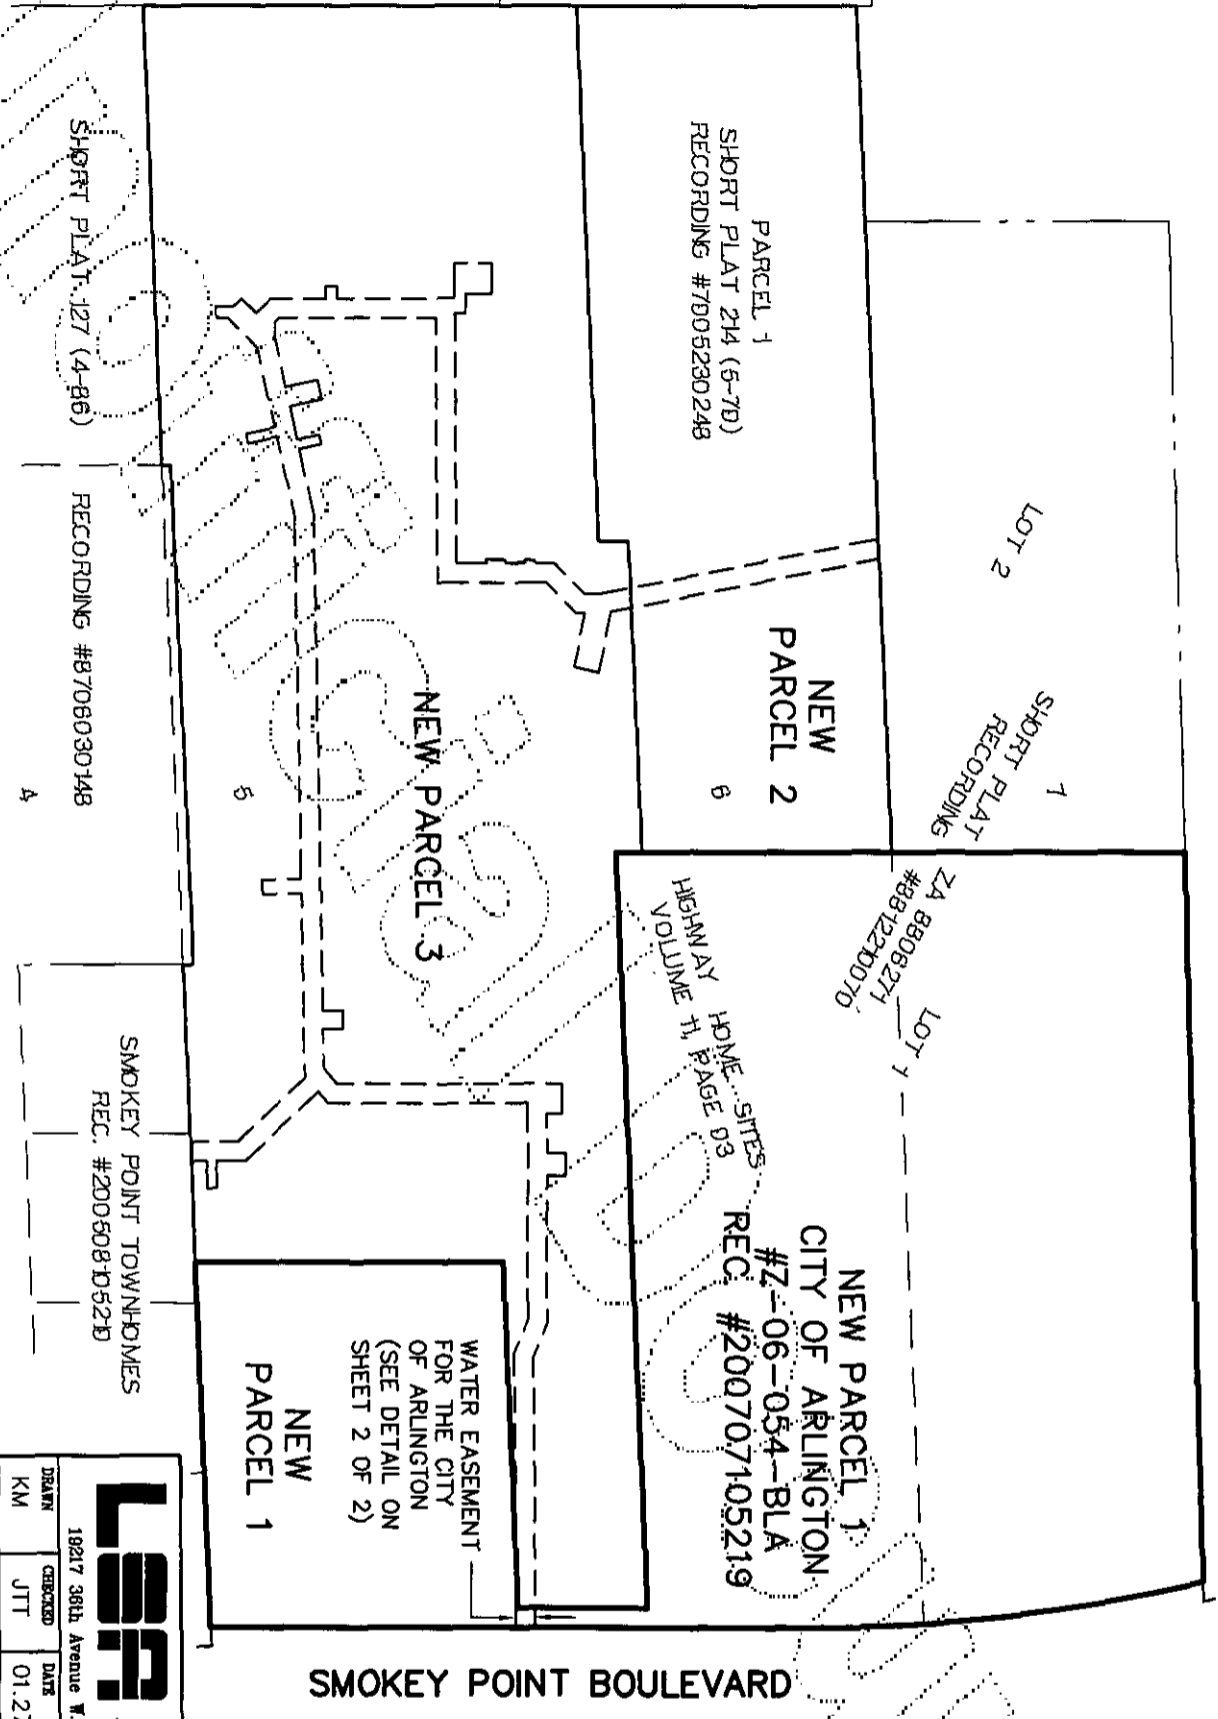 PARCEL 1
SHORT PLAT 214 (5-70)
RECORDING #7005230248
LOT 2
SHORT PLAT
RECORDING
7
ZA 8806271
#8812210070
LOT 1
NEW
PARCEL 2
6
HIGHWAY HOME SITES
VOLUME 11, PAGE 93
NEW PARCEL 1
CITY OF ARLINGTON
#Z-06-054-BLA
REC. #200707105219
NEW PARCEL 3
5
SHORT PLAT 127 (4-86)
RECORDING #8706030148
4
SMOKEY POINT TOWNHOMES
REC. #200508105210
WATER EASEMENT
FOR THE CITY
OF ARLINGTON
(SEE DETAIL ON
SHEET 2 OF 2)
NEW
PARCEL 1
SMOKEY POINT BOULEVARD
19217 36th Avenue W.
DRAWN
KM
CHECKED
JTT
DATE
01.2